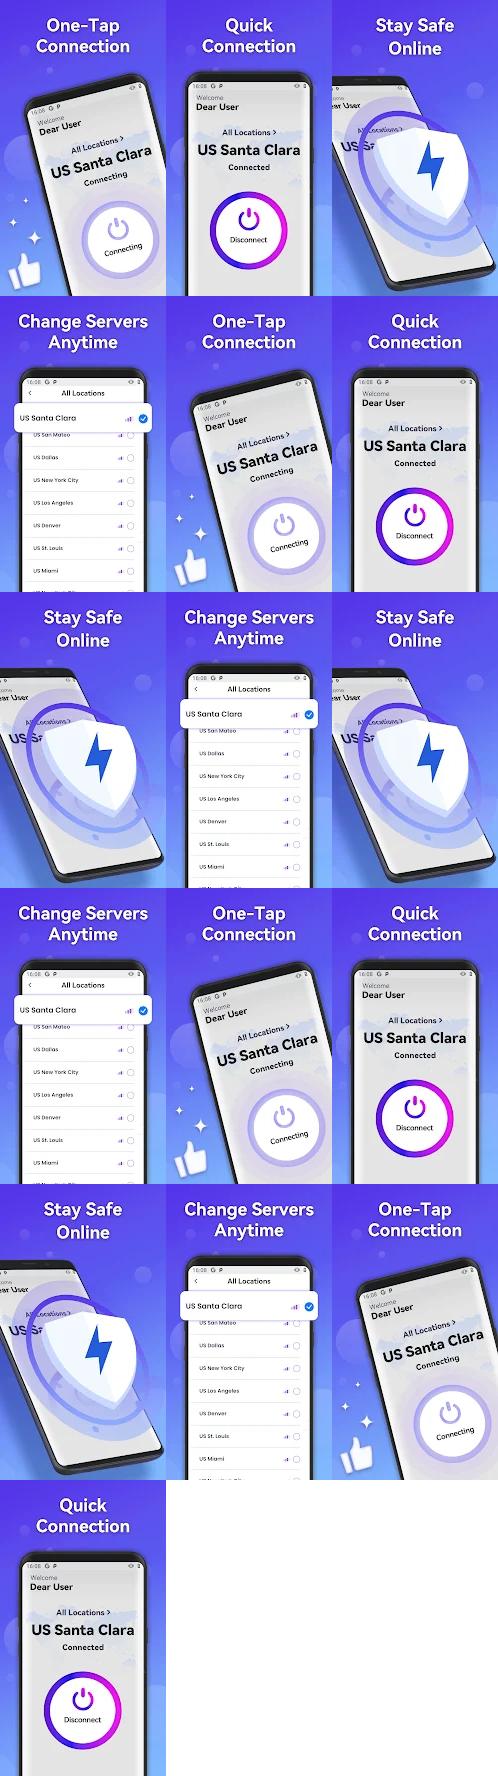 One-Tap
Connection
16:08 G P
Welcome
Dear User
All Locations >
US Santa Clara
Connecting
Connecting
Quick
Connection
16:08 G P
Welcome
Dear User
All Locations >
US Santa Clara
Connected
Disconnect
Stay Safe
Online
All Locations
US
Change Servers
Anytime
16:08 G P
All Locations
US Santa Clara
US San Mateo
US Dallas
US New York City
US Los Angeles
US Denver
US St. Louis
US Miami
One-Tap
Connection
16:08 G P
Welcome
Dear User
All Locations >
US Santa Clara
Connecting
Connecting
Quick
Connection
16:08 G P
Welcome
Dear User
All Locations >
US Santa Clara
Connected
Disconnect
Stay Safe
Online
All Locations
US
Change Servers
Anytime
16:08 G P
All Locations
US Santa Clara
US San Mateo
US Dallas
US New York City
US Los Angeles
US Denver
US St. Louis
US Miami
Stay Safe
Online
All Locations
US
Change Servers
Anytime
16:08 G P
All Locations
US Santa Clara
US San Mateo
US Dallas
US New York City
US Los Angeles
US Denver
US St. Louis
US Miami
One-Tap
Connection
16:08 G P
Welcome
Dear User
All Locations >
US Santa Clara
Connecting
Connecting
Quick
Connection
16:08 G P
Welcome
Dear User
All Locations >
US Santa Clara
Connected
Disconnect
Stay Safe
Online
All Locations
US
Change Servers
Anytime
16:08 G P
All Locations
US Santa Clara
US San Mateo
US Dallas
US New York City
US Los Angeles
US Denver
US St. Louis
US Miami
One-Tap
Connection
16:08 G P
Welcome
Dear User
All Locations >
US Santa Clara
Connecting
Connecting
Quick
Connection
16:08 G P
Welcome
Dear User
All Locations >
US Santa Clara
Connected
Disconnect